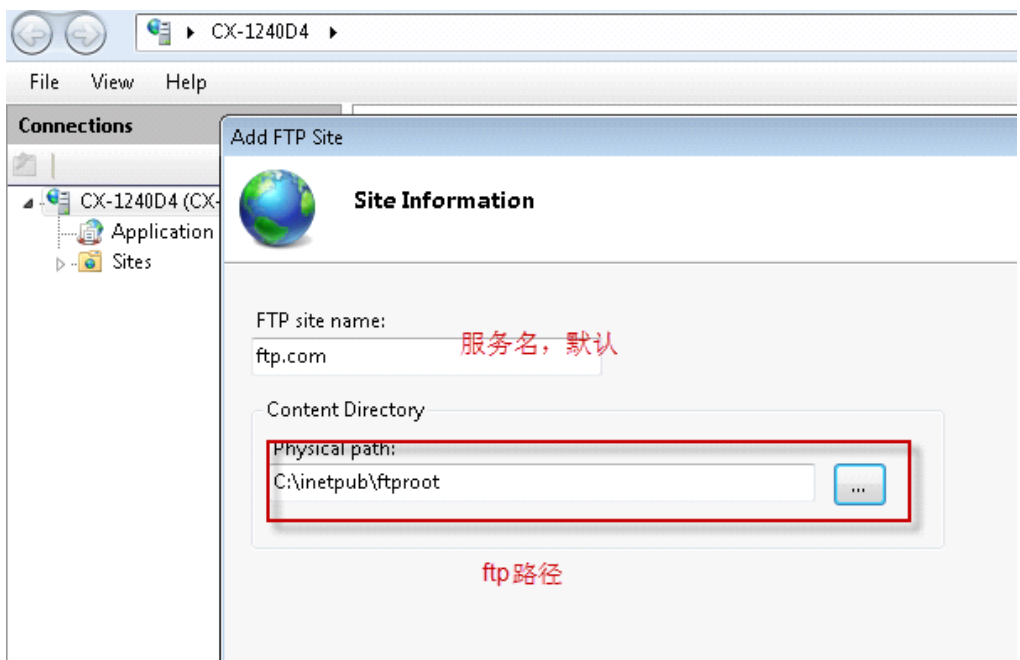 CX-1240D4
File View Help
Connections
Add FTP Site
CX-1240D4 (CX-
Application
Sites
Site Information
FTP site name:
ftp.com
服务名，默认
Content Directory
Physical path:
C:\inetpub\ftproot
...
ftp路径